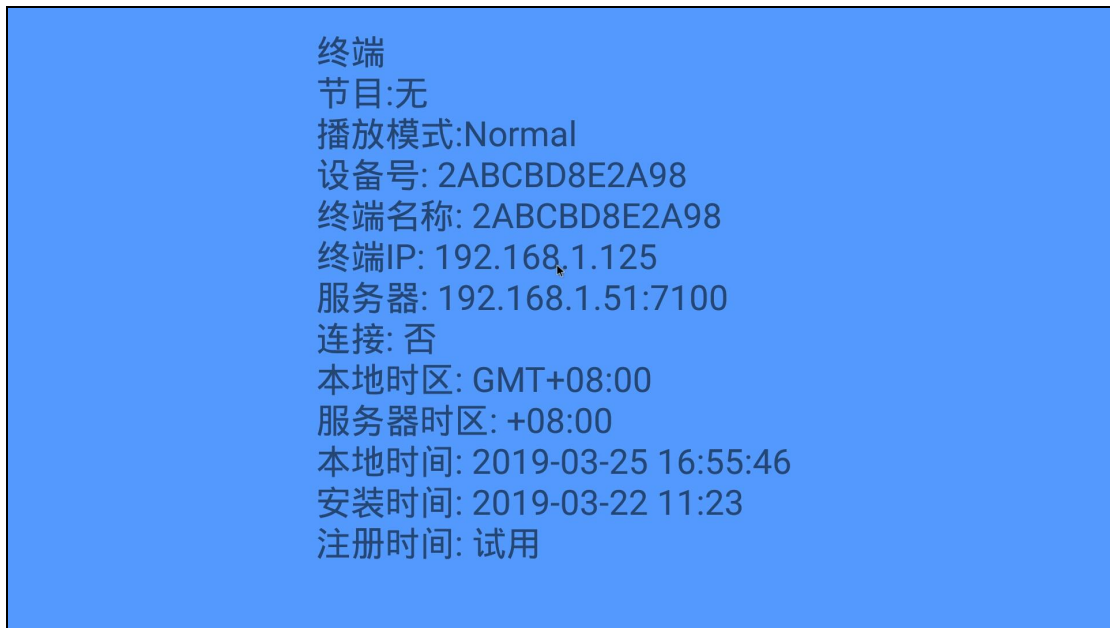 终端
节目:无
播放模式:Normal
设备号: 2ABCBD8E2A98
终端名称: 2ABCBD8E2A98
终端IP: 192.168.1.125
服务器: 192.168.1.51:7100
连接: 否
本地时区: GMT+08:00
服务器时区: +08:00
本地时间: 2019-03-25 16:55:46
安装时间: 2019-03-22 11:23
注册时间: 试用